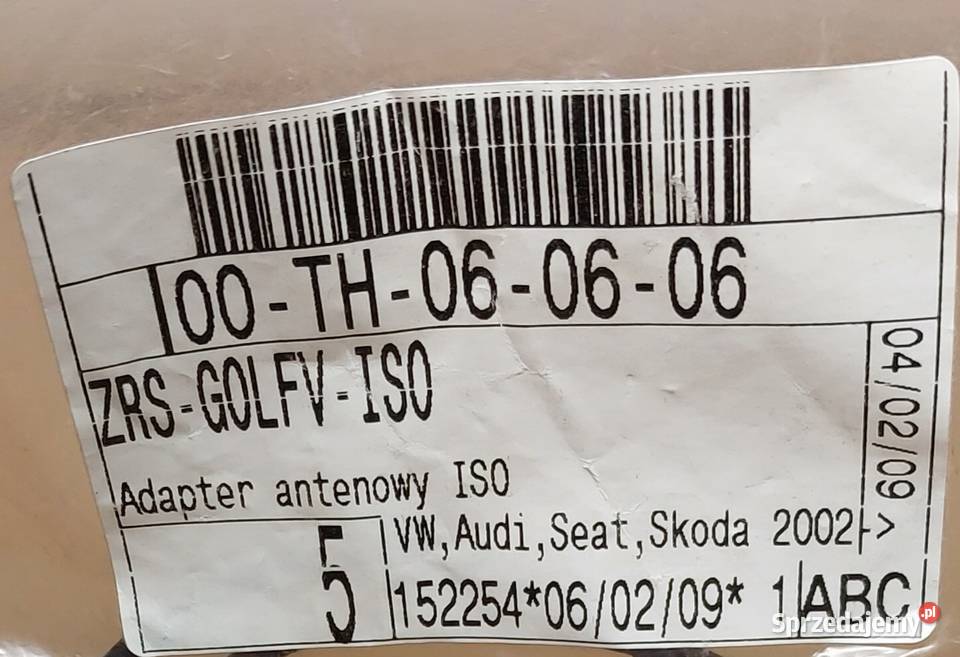 00-TH-06-06-06
ZRS-GOLFV-ISO
04/02/09
Adapter antenowy ISO
5
VW,Audi,Seat,Skoda 2002->
152254*06/02/09* 1
ABC
Sprzedajemy.pl